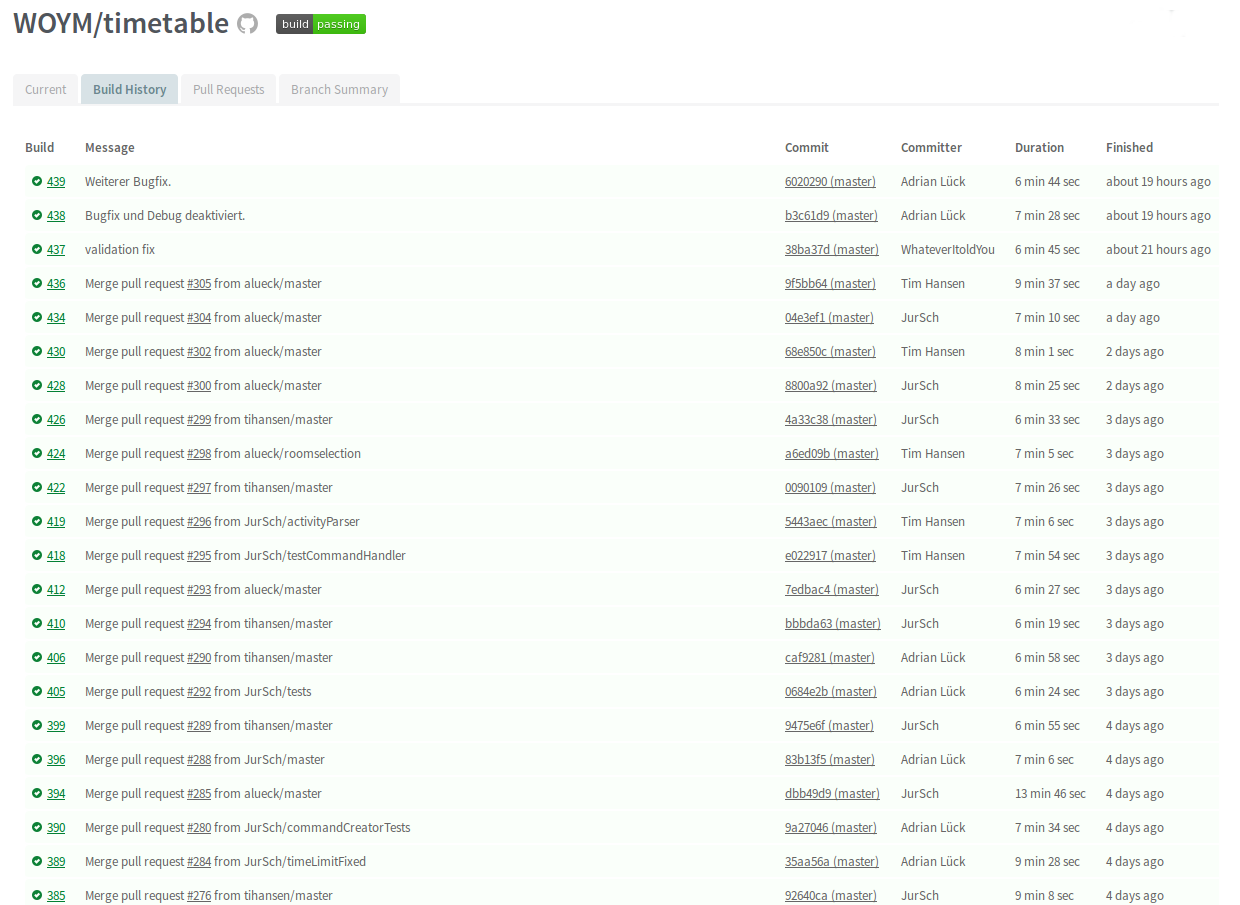 WOYM/timetable build passing
Current Build History Pull Requests Branch Summary
Build Message Commit Committer Duration Finished
439 Weiterer Bugfix. 6020290 (master) Adrian Lück 6 min 44 sec about 19 hours ago
438 Bugfix und Debug deaktiviert. b3c61d9 (master) Adrian Lück 7 min 28 sec about 19 hours ago
437 validation fix 38ba37d (master) WhateverItoldYou 6 min 45 sec about 21 hours ago
436 Merge pull request #305 from alueck/master 9f5bb64 (master) Tim Hansen 9 min 37 sec a day ago
434 Merge pull request #304 from alueck/master 04e3ef1 (master) JurSch 7 min 10 sec a day ago
430 Merge pull request #302 from alueck/master 68e850c (master) Tim Hansen 8 min 1 sec 2 days ago
428 Merge pull request #300 from alueck/master 8800a92 (master) JurSch 8 min 25 sec 2 days ago
426 Merge pull request #299 from tihansen/master 4a33c38 (master) JurSch 6 min 33 sec 3 days ago
424 Merge pull request #298 from alueck/roomselection a6ed09b (master) Tim Hansen 7 min 5 sec 3 days ago
422 Merge pull request #297 from tihansen/master 0090109 (master) JurSch 7 min 26 sec 3 days ago
419 Merge pull request #296 from JurSch/activityParser 5443aec (master) Tim Hansen 7 min 6 sec 3 days ago
418 Merge pull request #295 from JurSch/testCommandHandler e022917 (master) Tim Hansen 7 min 54 sec 3 days ago
412 Merge pull request #293 from alueck/master 7edbac4 (master) JurSch 6 min 27 sec 3 days ago
410 Merge pull request #294 from tihansen/master bbbda63 (master) JurSch 6 min 19 sec 3 days ago
406 Merge pull request #290 from tihansen/master caf9281 (master) Adrian Lück 6 min 58 sec 3 days ago
405 Merge pull request #292 from JurSch/tests 0684e2b (master) Adrian Lück 6 min 24 sec 3 days ago
399 Merge pull request #289 from tihansen/master 9475e6f (master) JurSch 6 min 55 sec 4 days ago
396 Merge pull request #288 from JurSch/master 83b13f5 (master) Adrian Lück 7 min 6 sec 4 days ago
394 Merge pull request #285 from alueck/master dbb49d9 (master) JurSch 13 min 46 sec 4 days ago
390 Merge pull request #280 from JurSch/commandCreatorTests 9a27046 (master) Adrian Lück 7 min 34 sec 4 days ago
389 Merge pull request #284 from JurSch/timeLimitFixed 35aa56a (master) Adrian Lück 9 min 28 sec 4 days ago
385 Merge pull request #276 from tihansen/master 92640ca (master) JurSch 9 min 8 sec 4 days ago